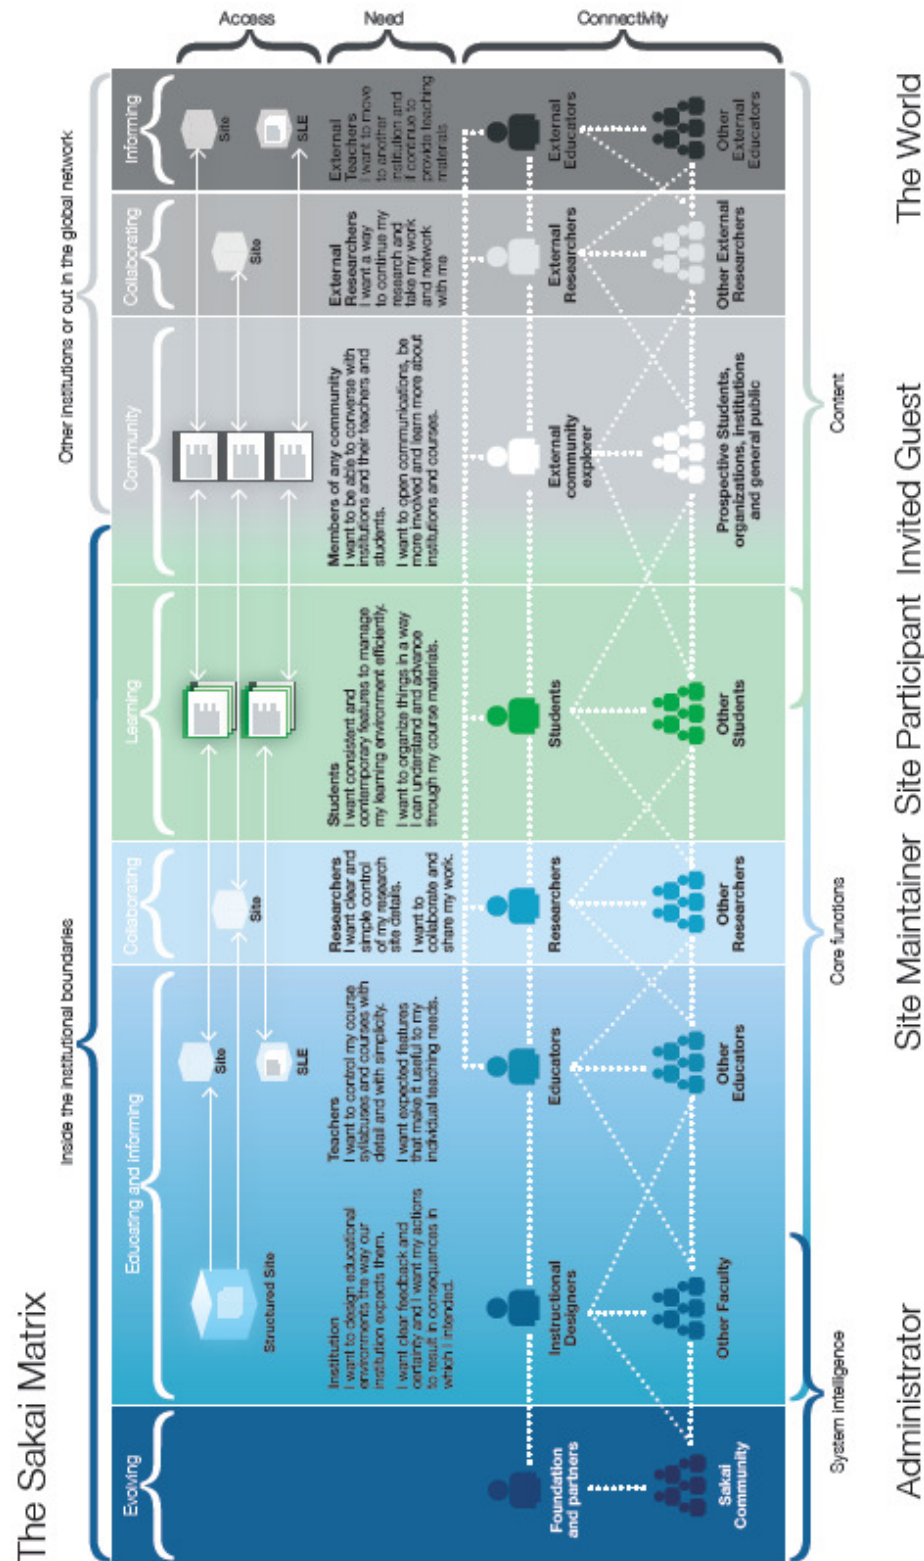 The Sakai Matrix
Inside the institutional boundaries
Other institutions or out in the global network
Evolving
Educating and informing
Collaborating
Learning
Community
Collaborating
Informing
Access
Structured Site
Site
SLE
Site
Site
Site
SLE
Need
Institution
I want to design educational
environments the way our
institution expects them.
I want clear feedback and
certainty and I want my actions
to result in consequences in
which I intended.
Teachers
I want to control my course
syllabuses and courses with
detail and with simplicity.
I want expected features
that make it useful to my
individual teaching needs.
Researchers
I want clear and
simple control
of my research
site details.
I want to
collaborate and
share my work.
Students
I want consistent and
contemporary features to manage
my learning environment efficiently.
I want to organize things in a way
I can understand and advance
through my course materials.
Members of any community
I want to be able to converse with
institutions and their teachers and
students.
I want to open communications, be
more involved and learn more about
institutions and courses.
External
Researchers
I want a way
to continue my
research and
take my work
and network
with me
External
Teachers
I want to move
to another
institution and
if continue to
provide teaching
materials
Connectivity
Foundation
and partners
Instructional
Designers
Educators
Researchers
Students
External
community
explorer
External
Researchers
External
Educators
Sakai
Community
Other Faculty
Other
Educators
Other
Researchers
Other
Students
Prospective Students,
organizations, institutions
and general public
Other External
Researchers
Other
External
Educators
System intelligence
Core functions
Content
Administrator
Site Maintainer
Site Participant
Invited Guest
The World